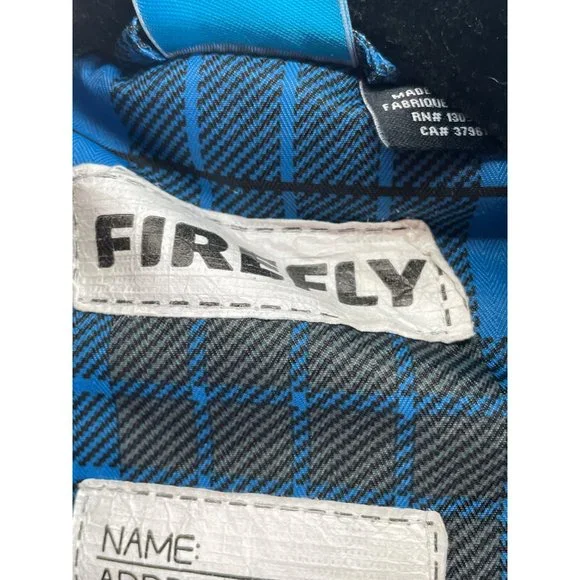 MADE
FABRIQUE
RN# 130
CA# 3796
FIREFLY
NAME: